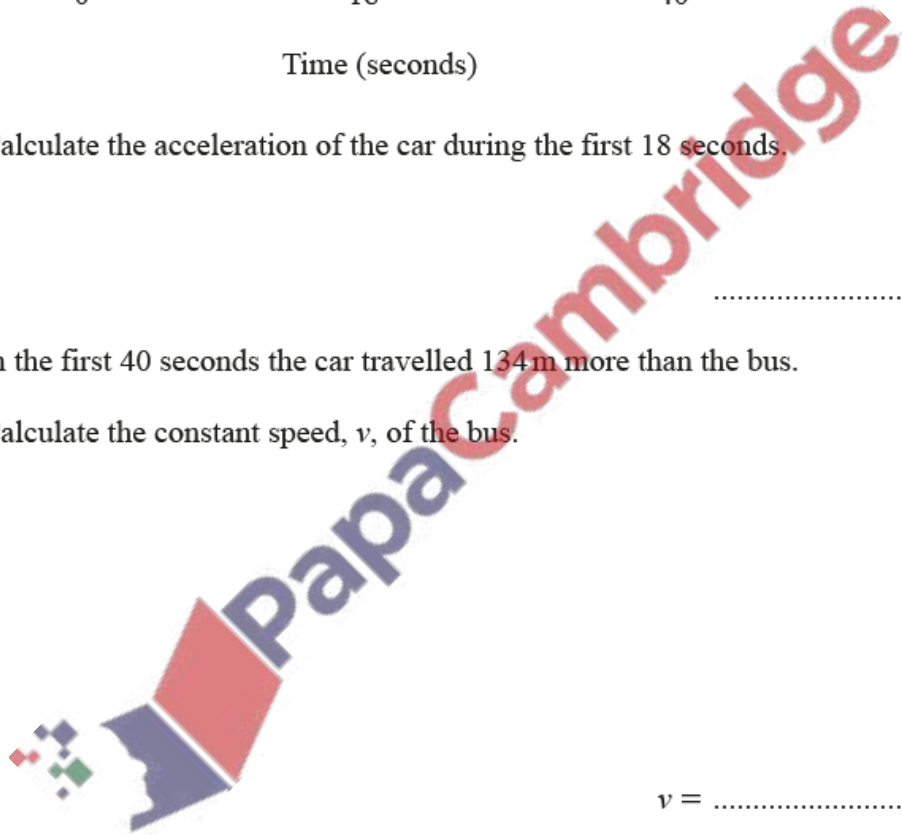 Time (seconds)
alculate the acceleration of the car during the first 18 seconds.
........................
the first 40 seconds the car travelled 134 m more than the bus.
alculate the constant speed, v, of the bus.
PapaCambridge
v = ........................